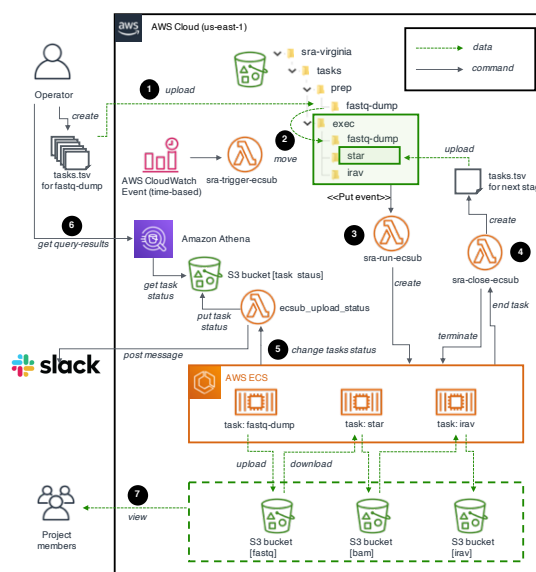 aws
AWS Cloud (us-east-1)
data
command
sra-virginia
tasks
prep
fastq-dump
exec
fastq-dump
star
irav
Operator
1
upload
create
tasks.tsv
for fastq-dump
2
move
AWS CloudWatch
Event (time-based)
sra-trigger-ecsub
upload
tasks.tsv
for next stag
<<Put event>>
3
sra-run-ecsub
create
create
4
sra-close-ecsub
end task
terminate
6
get query-results
Amazon Athena
get task
status
S3 bucket [task_staus]
put task
status
ecsub_upload_status
5
change tasks status
post message
slack
AWS ECS
task: fastq-dump
task: star
task: irav
upload
download
7
view
Project
members
S3 bucket
[fastq]
S3 bucket
[bam]
S3 bucket
[irav]